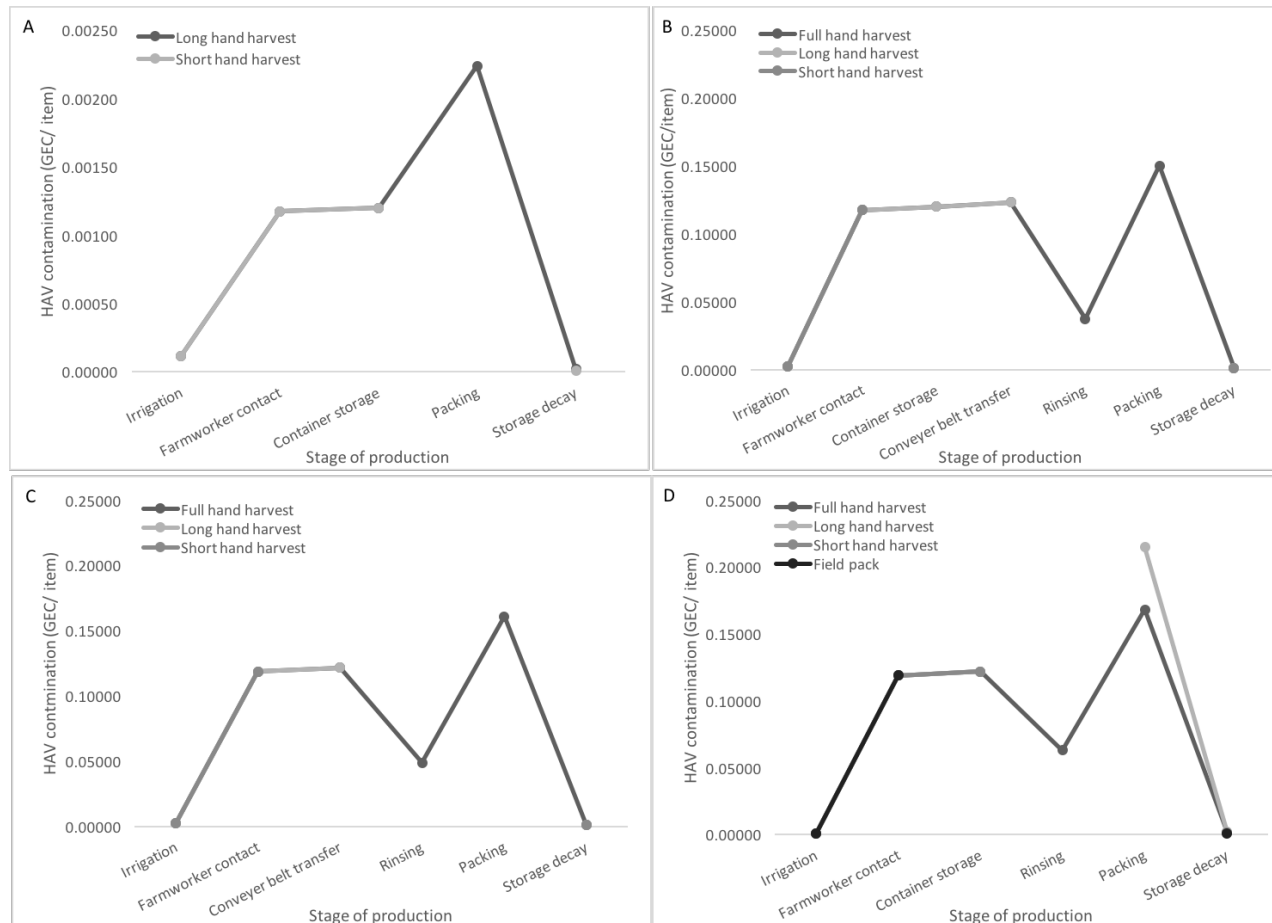 A
Long hand harvest
Short hand harvest
HAV contamination (GEC/ item)
0.00250
0.00200
0.00150
0.00100
0.00050
0.00000
Irrigation
Farmworker contact
Container storage
Packing
Storage decay
Stage of production
B
Full hand harvest
Long hand harvest
Short hand harvest
HAV contamination (GEC/item)
0.25000
0.20000
0.15000
0.10000
0.05000
0.00000
Irrigation
Farmworker contact
Container storage
Conveyer belt transfer
Rinsing
Packing
Storage decay
Stage of production
C
Full hand harvest
Long hand harvest
Short hand harvest
HAV contmination (GEC/ item)
0.25000
0.20000
0.15000
0.10000
0.05000
0.00000
Irrigation
Farmworker contact
Conveyer belt transfer
Rinsing
Packing
Storage decay
Stage of production
D
Full hand harvest
Long hand harvest
Short hand harvest
Field pack
HAV contamination (GEC/ item)
0.25000
0.20000
0.15000
0.10000
0.05000
0.00000
Irrigation
Farmworker contact
Container storage
Rinsing
Packing
Storage decay
Stage of production